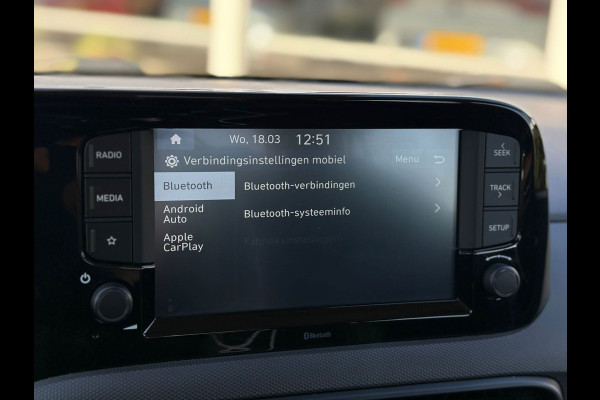 Wo, 18.03 12:51
RADIO
Verbindingsinstellingen mobiel
Menu
SEEK
Bluetooth
Bluetooth-verbindingen
MEDIA
TRACK
Android
Auto
Bluetooth-systeeminfo
SETUP
Apple
CarPlay
Bluetooth